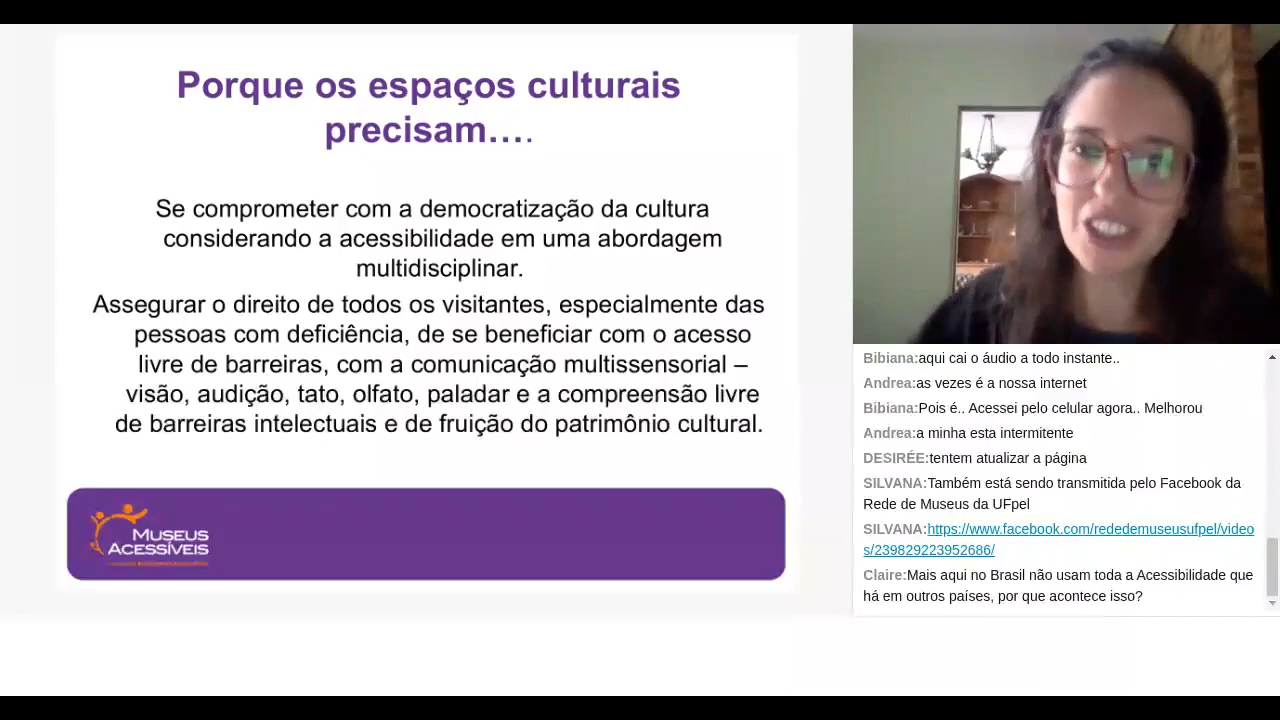 Porque os espaços culturais
precisam….
Se comprometer com a democratização da cultura
considerando a acessibilidade em uma abordagem
multidisciplinar.
Assegurar o direito de todos os visitantes, especialmente das
pessoas com deficiência, de se beneficiar com o acesso
livre de barreiras, com a comunicação multissensorial –
visão, audição, tato, olfato, paladar e a compreensão livre
de barreiras intelectuais e de fruição do patrimônio cultural.
MUSEUS
ACESSÍVEIS
Bibiana:aqui cai o áudio a todo instante..
Andrea:as vezes é a nossa internet
Bibiana:Pois é.. Acessei pelo celular agora.. Melhorou
Andrea:a minha esta intermitente
DESIRÉE:tentem atualizar a página
SILVANA:Também está sendo transmitida pelo Facebook da
Rede de Museus da UFpel
SILVANA:https://www.facebook.com/rededemuseusufpel/video
s/239829223952686/
Claire:Mais aqui no Brasil não usam toda a Acessibilidade que
há em outros países, por que acontece isso?